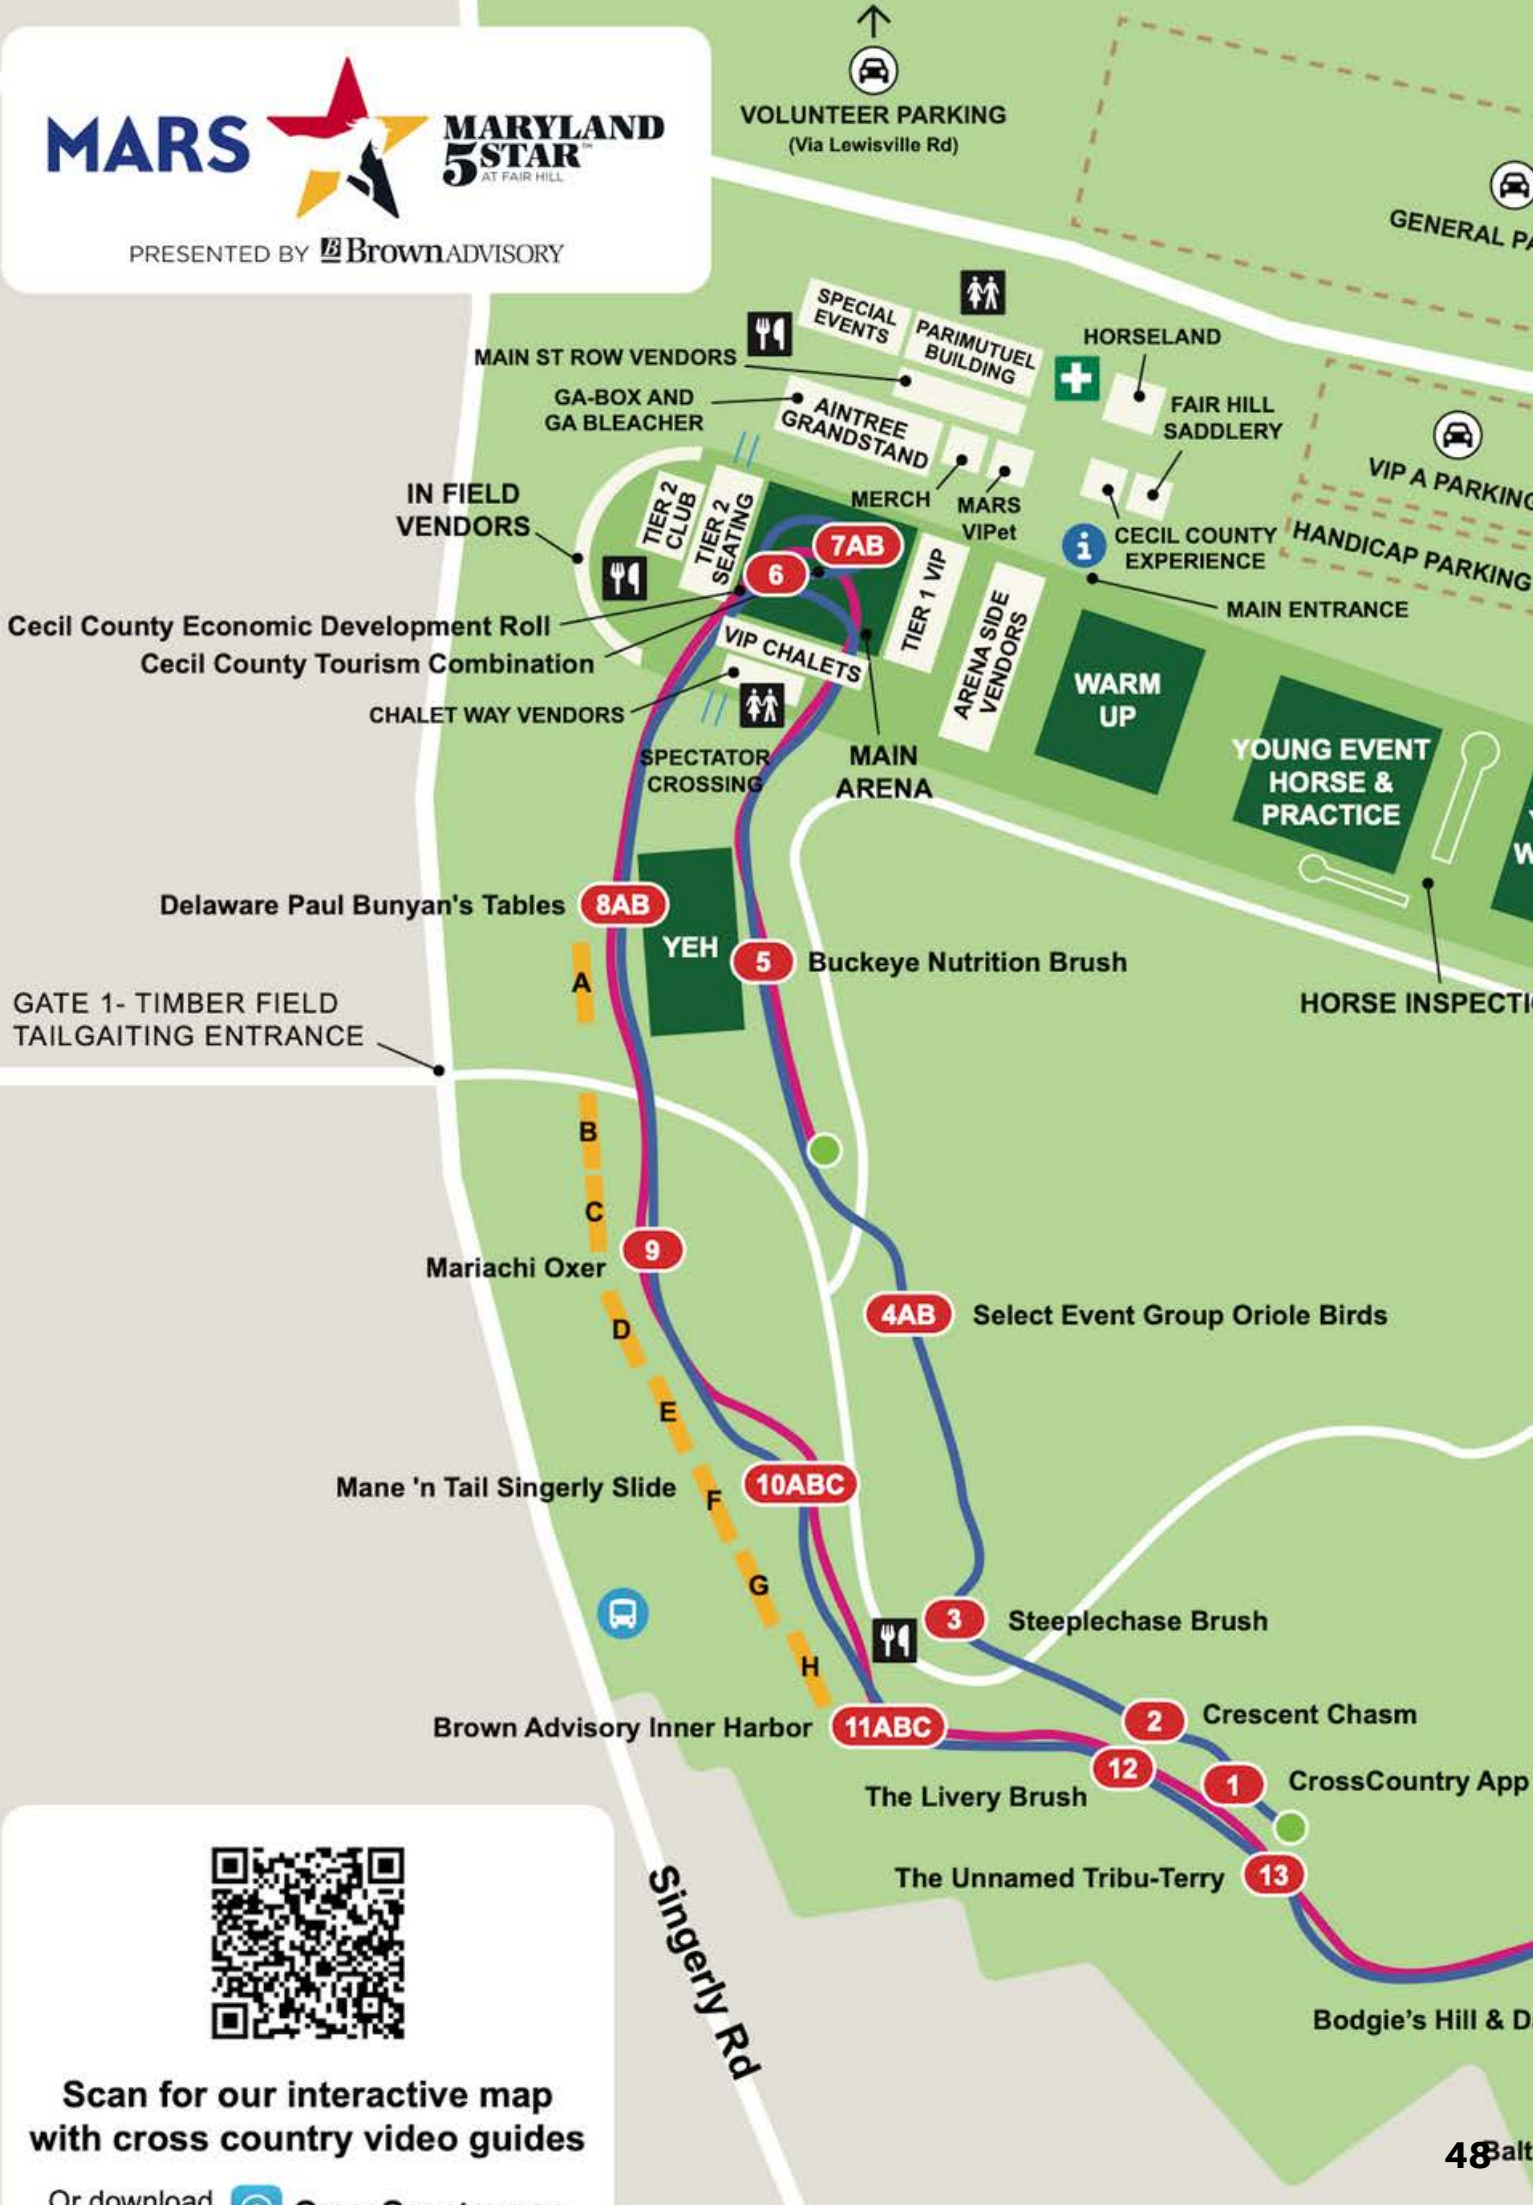 VOLUNTEER PARKING
(Via Lewisville Rd)
MARS
MARYLAND
5 STAR™
AT FAIR HILL
PRESENTED BY B Brown ADVISORY
GENERAL PA
SPECIAL
EVENTS
PARIMUTUEL
BUILDING
HORSELAND
MAIN ST ROW VENDORS
GA-BOX AND
GA BLEACHER
AINTREE
GRANDSTAND
FAIR HILL
SADDLERY
VIP A PARKING
HANDICAP PARKING
IN FIELD
VENDORS
TIER 2
CLUB
TIER 2
SEATING
MERCH
MARS
VIPet
7AB
6
TIER 1 VIP
CECIL COUNTY
EXPERIENCE
MAIN ENTRANCE
Cecil County Economic Development Roll
Cecil County Tourism Combination
VIP CHALETS
ARENA SIDE
VENDORS
WARM
UP
CHALET WAY VENDORS
SPECTATOR
CROSSING
MAIN
ARENA
YOUNG EVENT
HORSE &
PRACTICE
W
Delaware Paul Bunyan's Tables
8AB
YEH
5
Buckeye Nutrition Brush
A
GATE 1- TIMBER FIELD
TAILGAITING ENTRANCE
HORSE INSPECTI
B
C
Mariachi Oxer
9
D
4AB
Select Event Group Oriole Birds
E
Mane 'n Tail Singerly Slide
F
10ABC
G
3
Steeplechase Brush
H
Brown Advisory Inner Harbor
11ABC
2
Crescent Chasm
The Livery Brush
12
1
CrossCountry App
The Unnamed Tribu-Terry
13
Singerly Rd
Bodgie's Hill & D
Scan for our interactive map
with cross country video guides
48
Balt
Or download